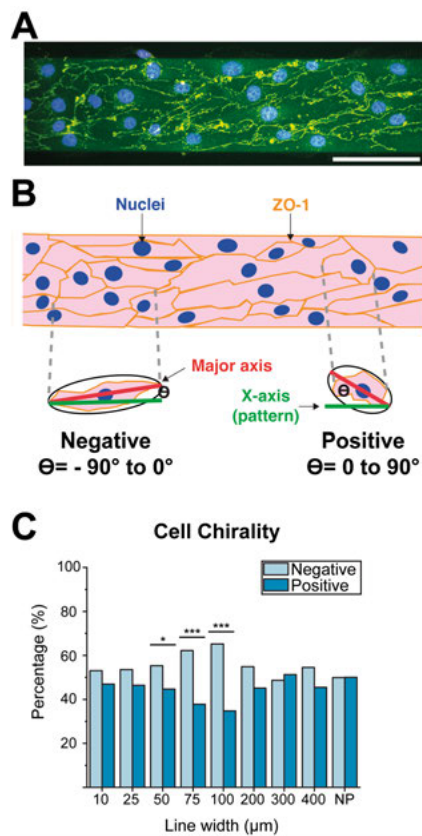 A
B
Nuclei
ZO-1
Major axis
ϴ
ϴ
X-axis
(pattern)
Negative
ϴ= - 90° to 0°
Positive
ϴ= 0 to 90°
C
Cell Chirality
Negative
Positive
Percentage (%)
100
80
60
40
20
*
***
***
10 25 50 75 100 200 300 400 NP
Line width (µm)